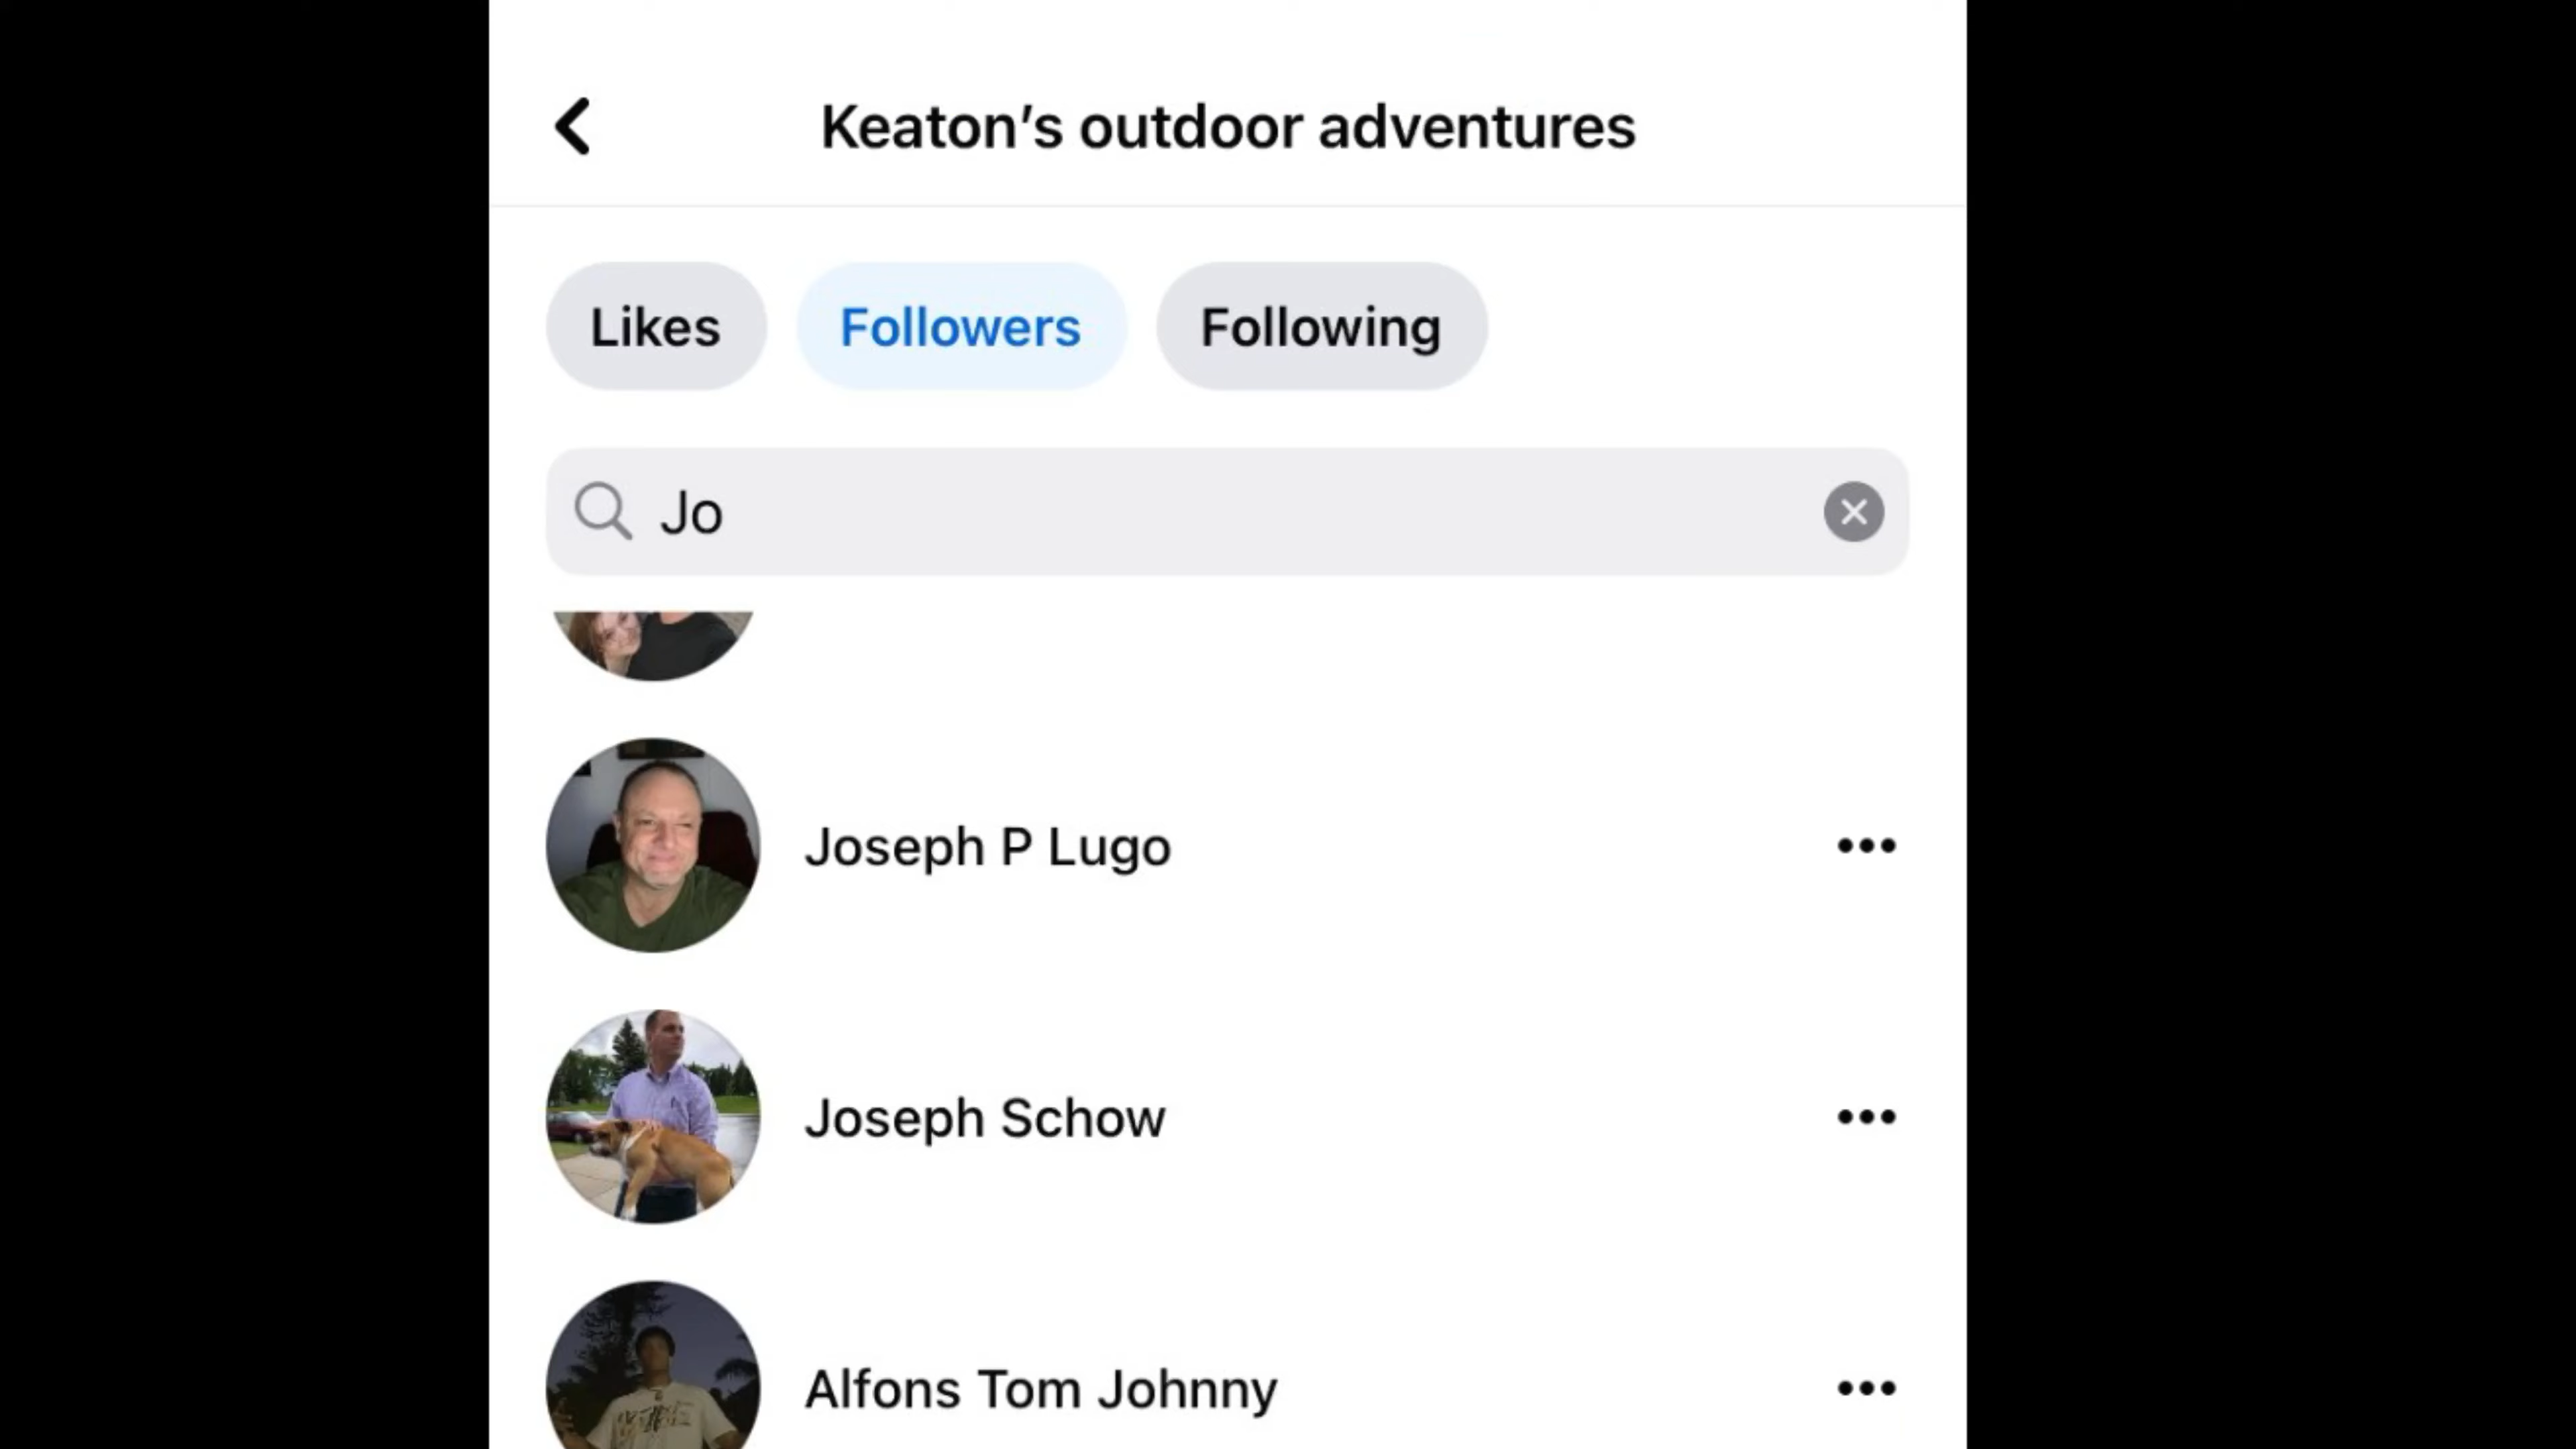 Keaton’s outdoor adventures
Likes Followers Following
Jo
Joseph P Lugo
Joseph Schow
Alfons Tom Johnny